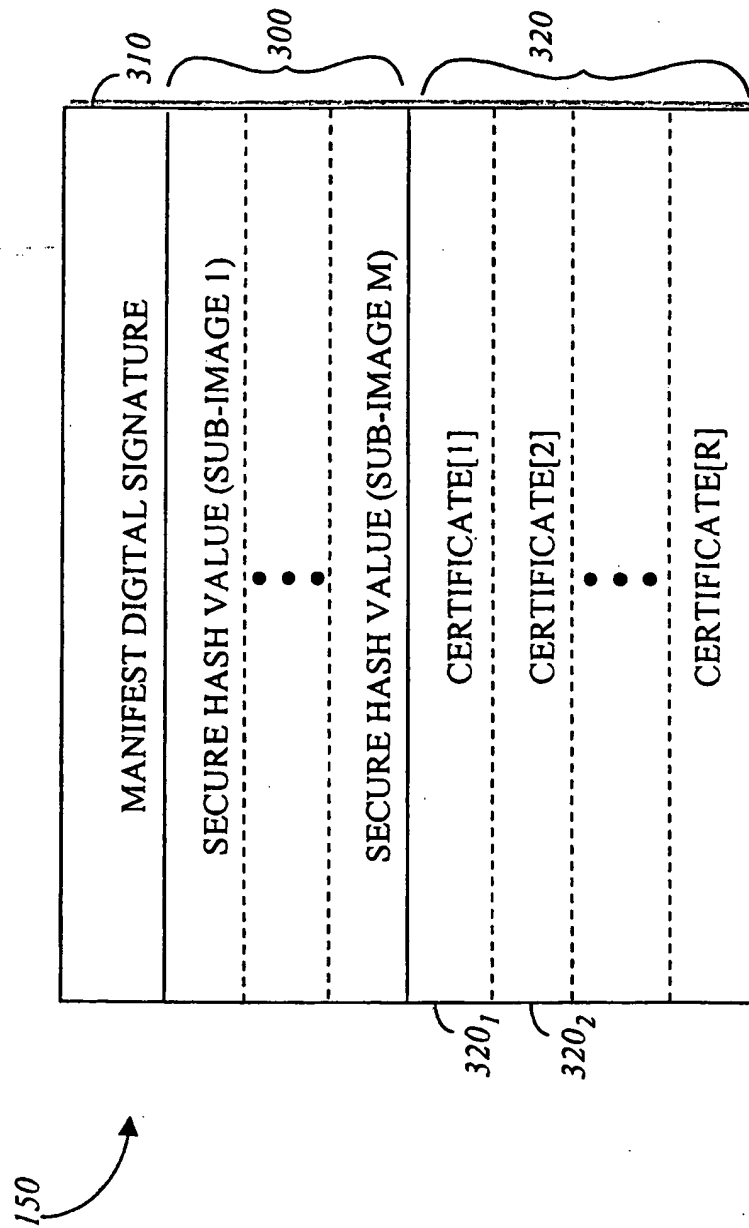 150
310
MANIFEST DIGITAL SIGNATURE
SECURE HASH VALUE (SUB-IMAGE 1)
300
SECURE HASH VALUE (SUB-IMAGE M)
320₁
CERTIFICATE[1]
320
320₂
CERTIFICATE[2]
CERTIFICATE[R]